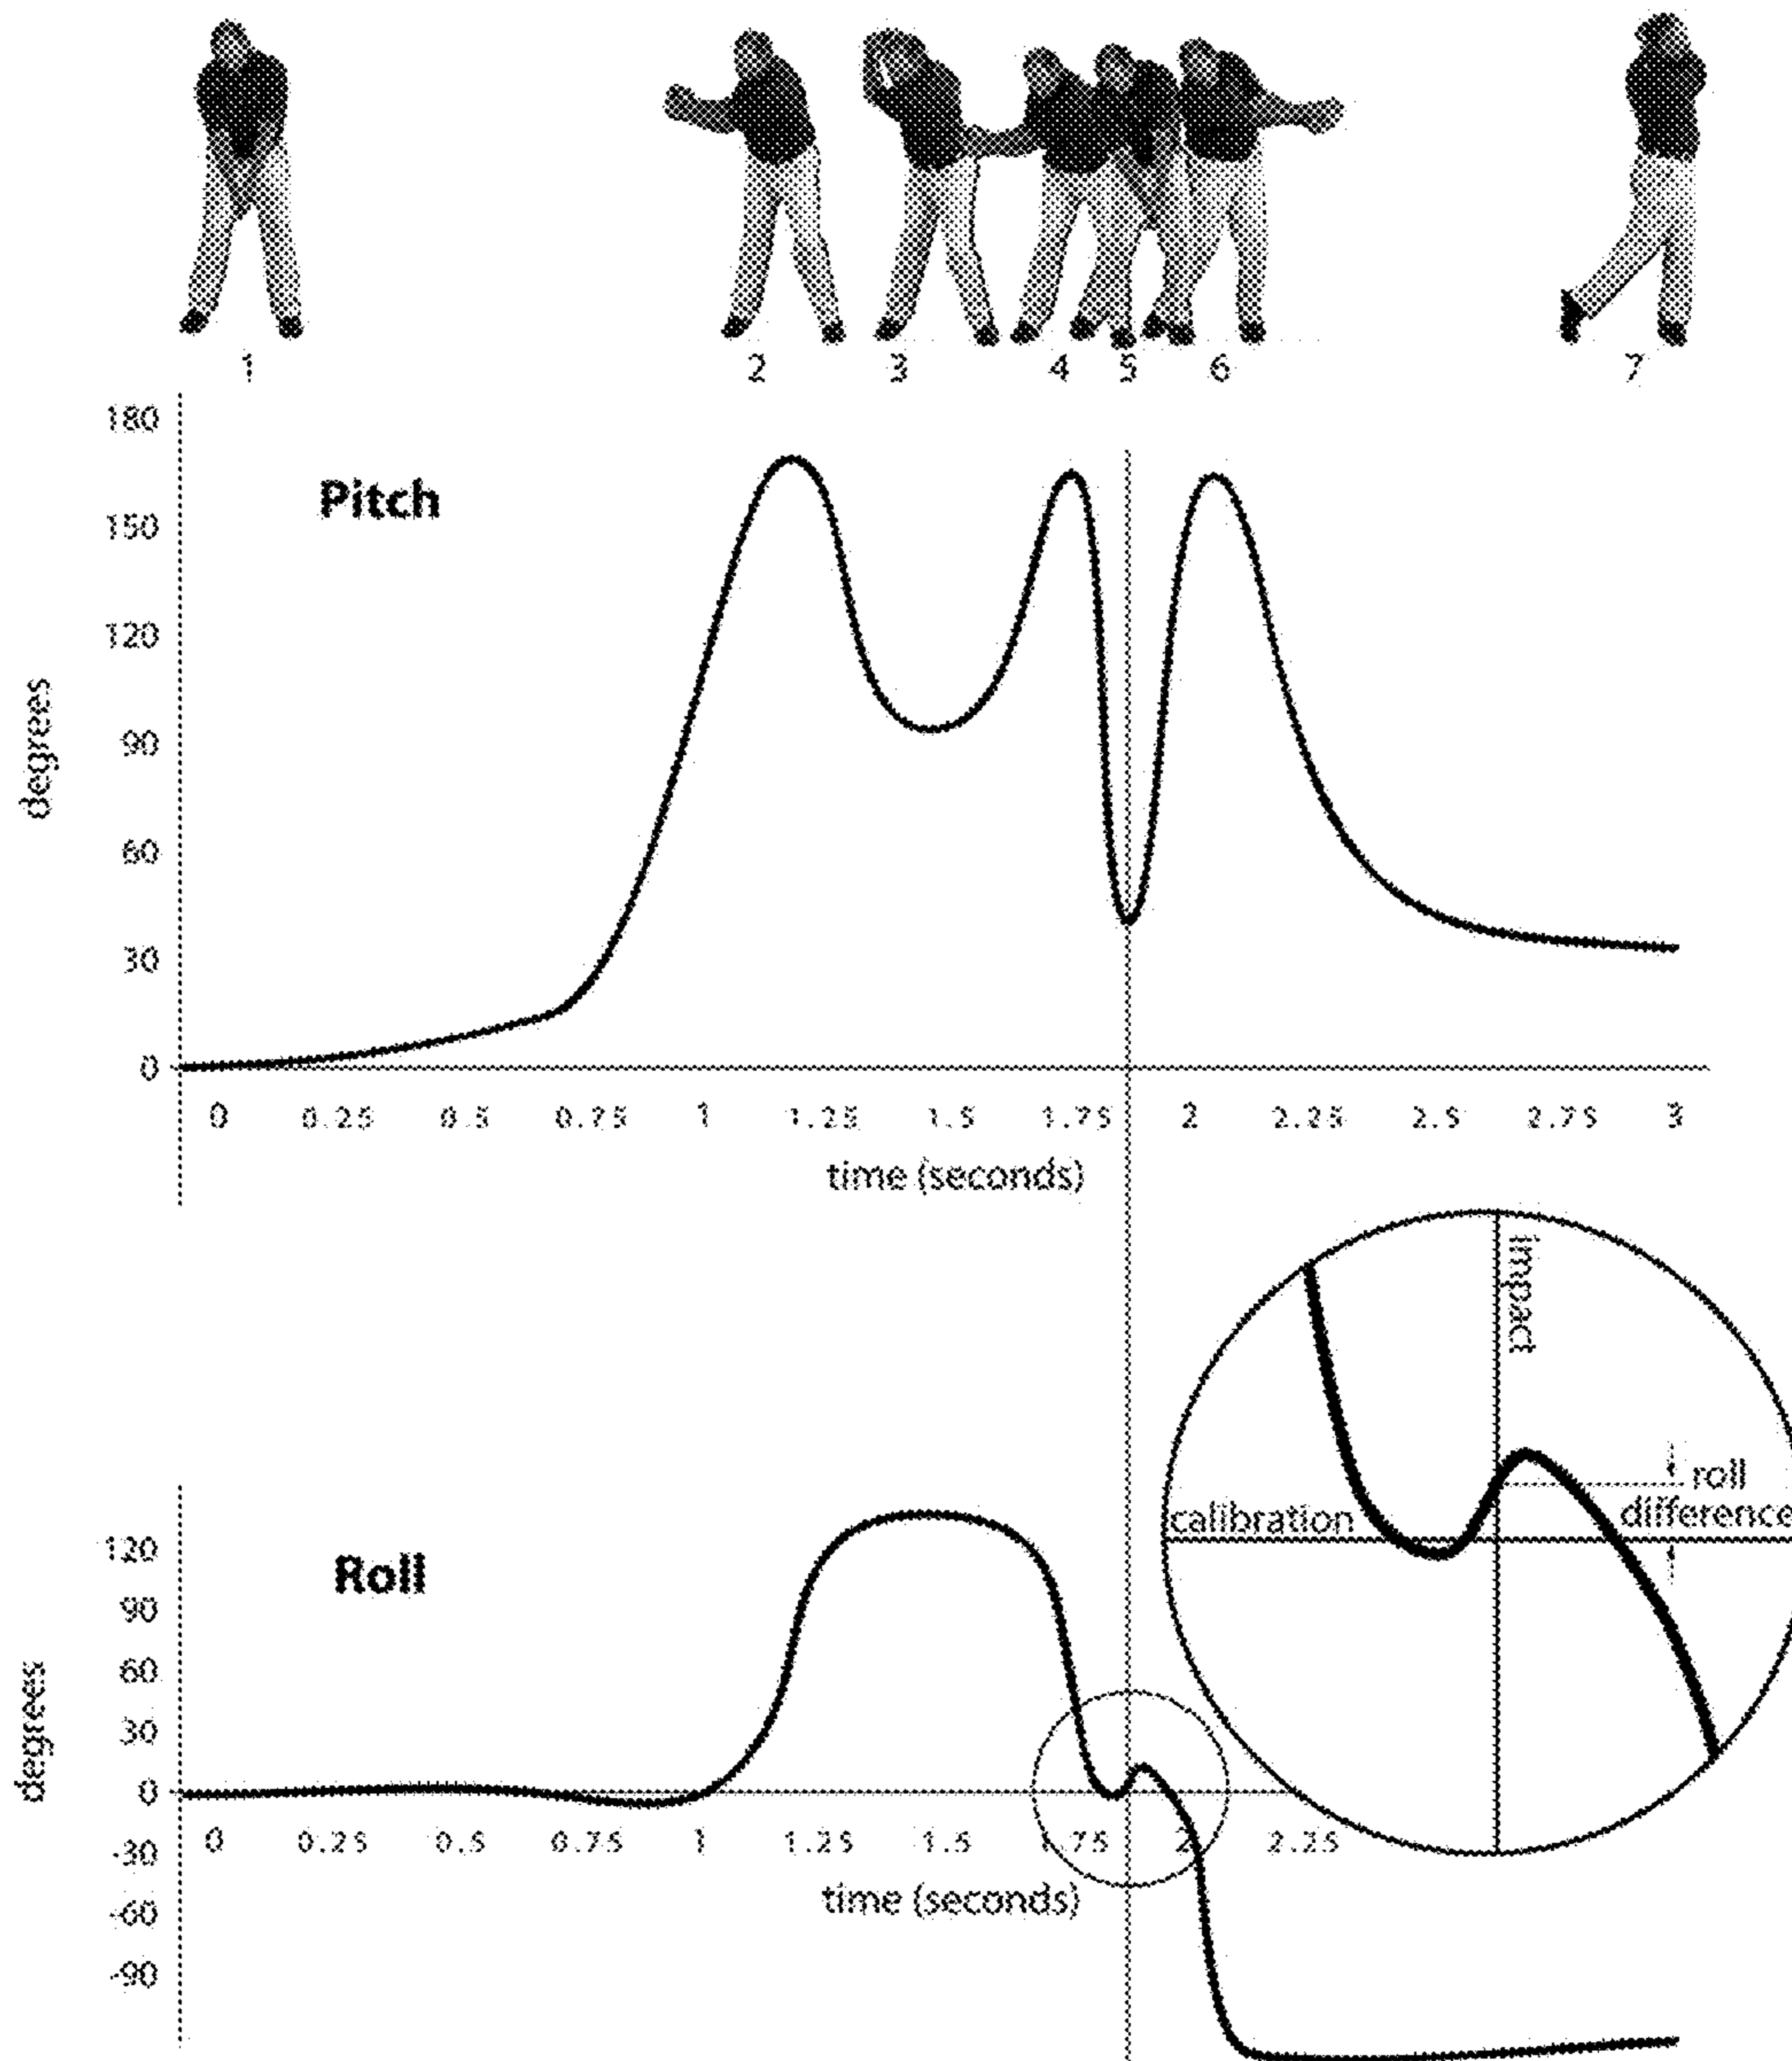 1 2 3 4 5 6 7
180
Pitch
150
120
90
60
30
0
degrees
0 0.25 0.5 0.75 1 1.25 1.5 1.75 2 2.25 2.5 2.75 3
time (seconds)
impact
calibration
roll
difference
Roll
120
90
60
30
0
-30
-60
-90
degrees
0 0.25 0.5 0.75 1 1.25 1.5 1.75 2 2.25
time (seconds)